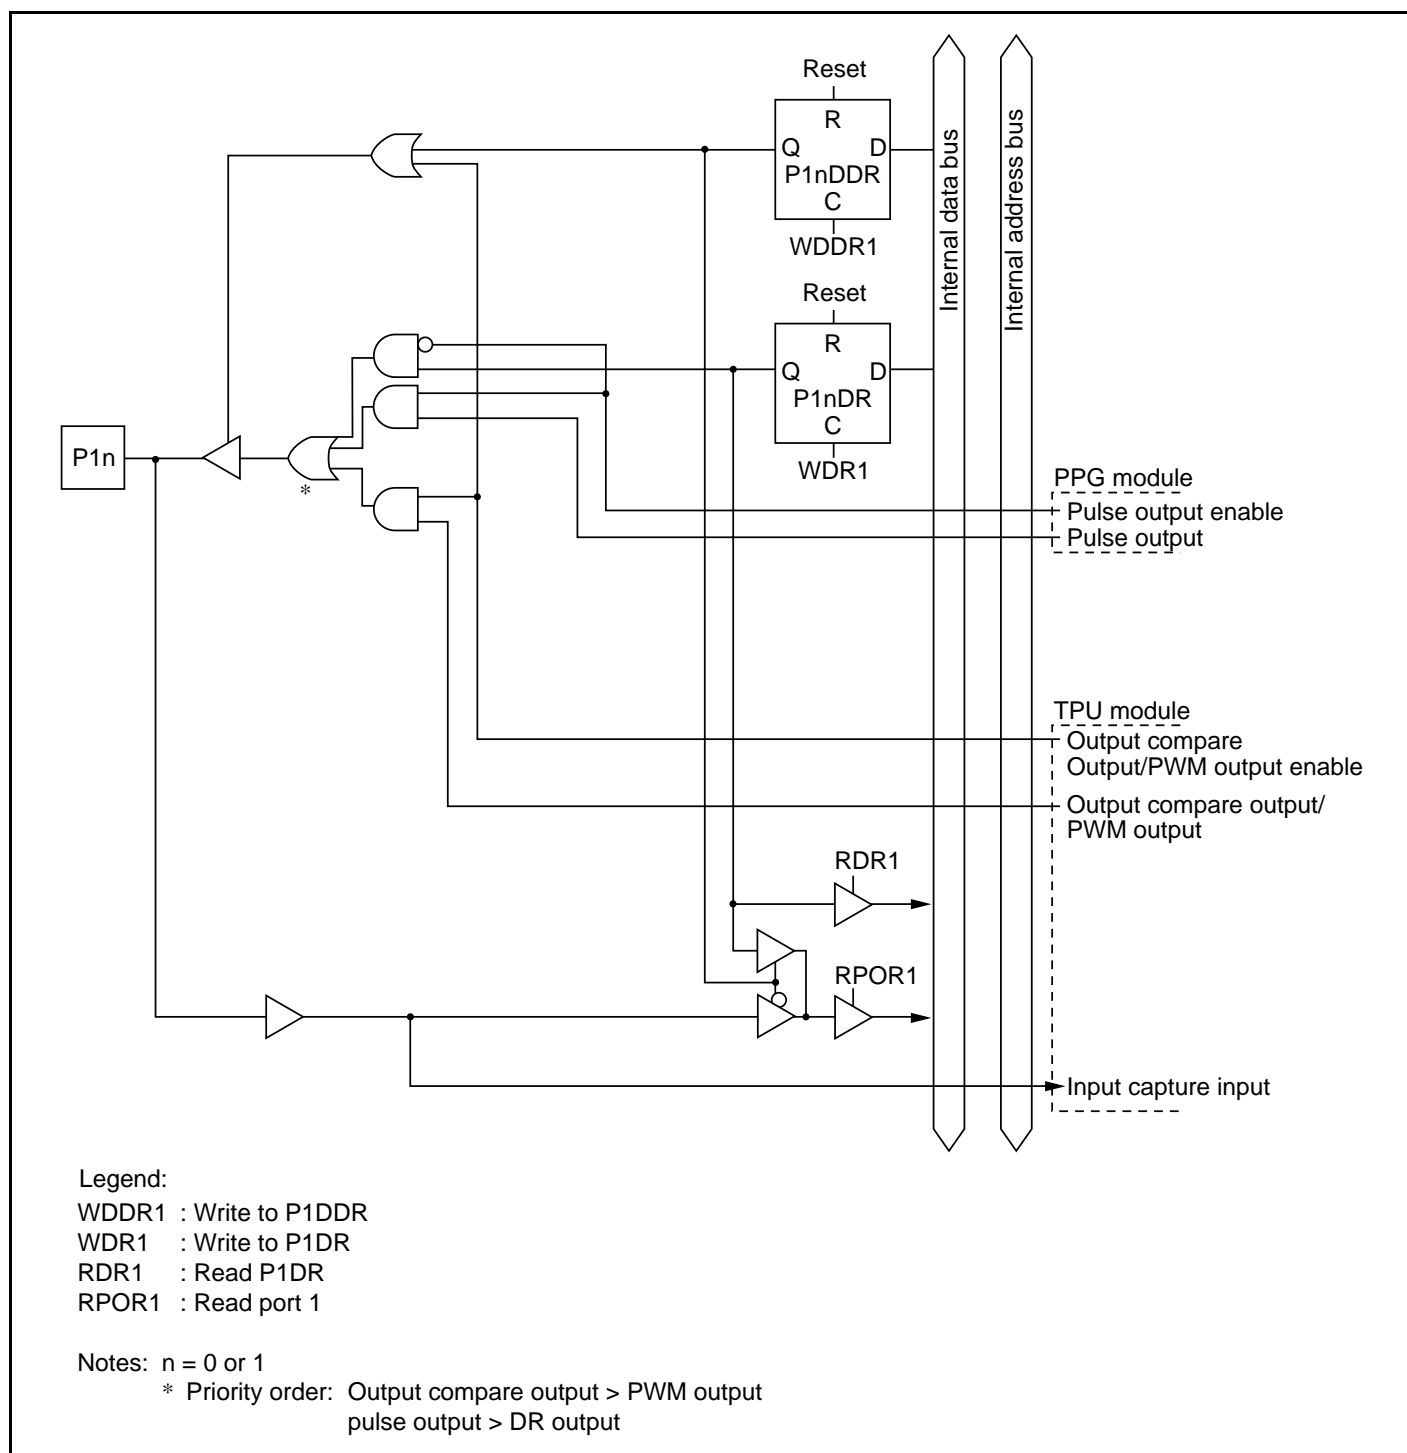 Reset
R
Q D
P1nDDR
C
WDDR1
Reset
R
Q D
P1nDR
C
WDR1
Internal data bus
Internal address bus
P1n
*
PPG module
Pulse output enable
Pulse output
TPU module
Output compare
Output/PWM output enable
Output compare output/
PWM output
RDR1
RPOR1
Input capture input
Legend:
WDDR1 : Write to P1DDR
WDR1 : Write to P1DR
RDR1 : Read P1DR
RPOR1 : Read port 1
Notes: n = 0 or 1
* Priority order: Output compare output > PWM output
pulse output > DR output